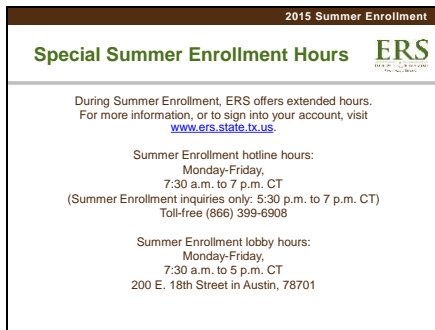 2015 Summer Enrollment
Special Summer Enrollment Hours
ERS
During Summer Enrollment, ERS offers extended hours.
For more information, or to sign into your account, visit
www.ers.state.tx.us.
Summer Enrollment hotline hours:
Monday-Friday,
7:30 a.m. to 7 p.m. CT
(Summer Enrollment inquiries only: 5:30 p.m. to 7 p.m. CT)
Toll-free (866) 399-6908
Summer Enrollment lobby hours:
Monday-Friday,
7:30 a.m. to 5 p.m. CT
200 E. 18th Street in Austin, 78701